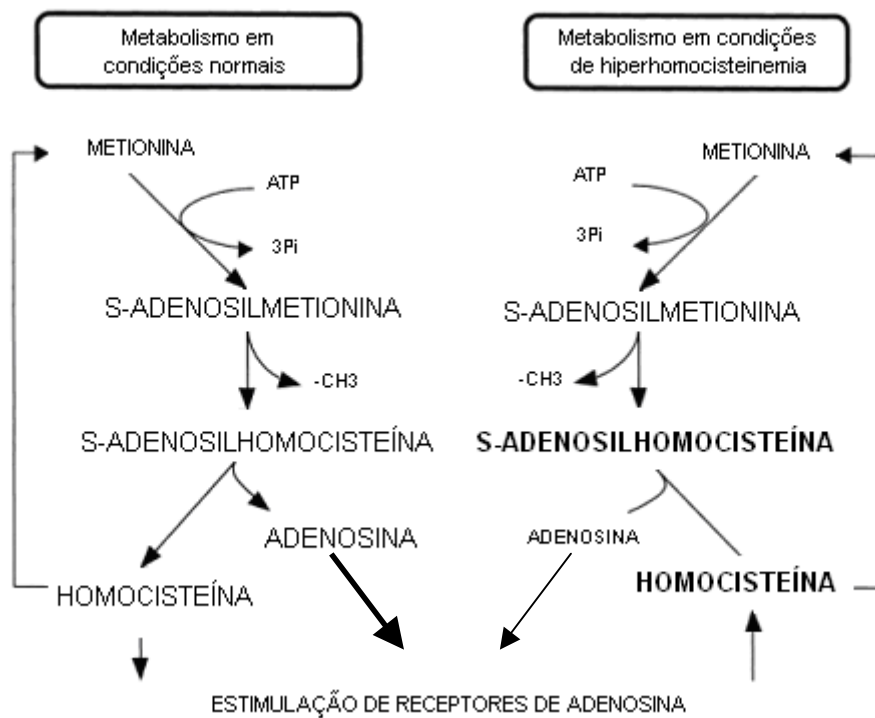 Metabolismo em
condições normais
Metabolismo em condições
de hiperhomocisteinemia
METIONINA
ATP
3Pi
S-ADENOSILMETIONINA
-CH3
S-ADENOSILHOMOCISTEÍNA
ADENOSINA
HOMOCISTEÍNA
METIONINA
ATP
3Pi
S-ADENOSILMETIONINA
-CH3
S-ADENOSILHOMOCISTEÍNA
ADENOSINA
HOMOCISTEÍNA
ESTIMULAÇÃO DE RECEPTORES DE ADENOSINA